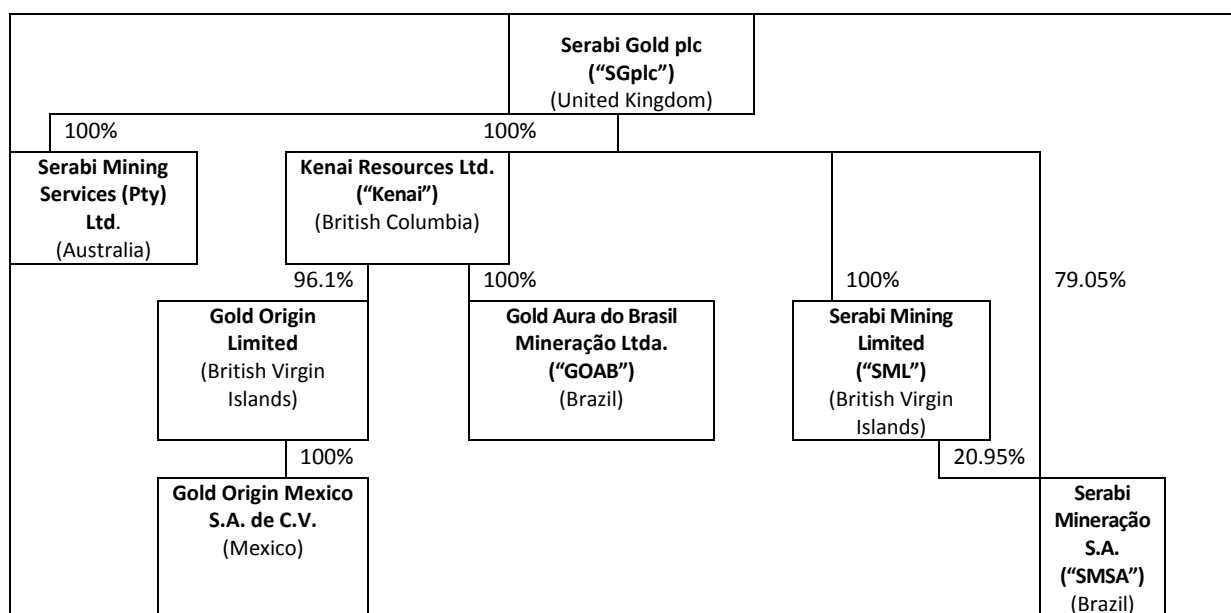 Serabi Gold plc
(“SGplc”)
(United Kingdom)
100%
100%
Serabi Mining
Services (Pty)
Ltd.
(Australia)
Kenai Resources Ltd.
(“Kenai”)
(British Columbia)
96.1%
100%
100%
79.05%
Gold Origin
Limited
(British Virgin
Islands)
Gold Aura do Brasil
Mineração Ltda.
(“GOAB”)
(Brazil)
Serabi Mining
Limited
(“SML”)
(British Virgin
Islands)
100%
20.95%
Gold Origin Mexico
S.A. de C.V.
(Mexico)
Serabi
Mineração
S.A.
(“SMSA”)
(Brazil)